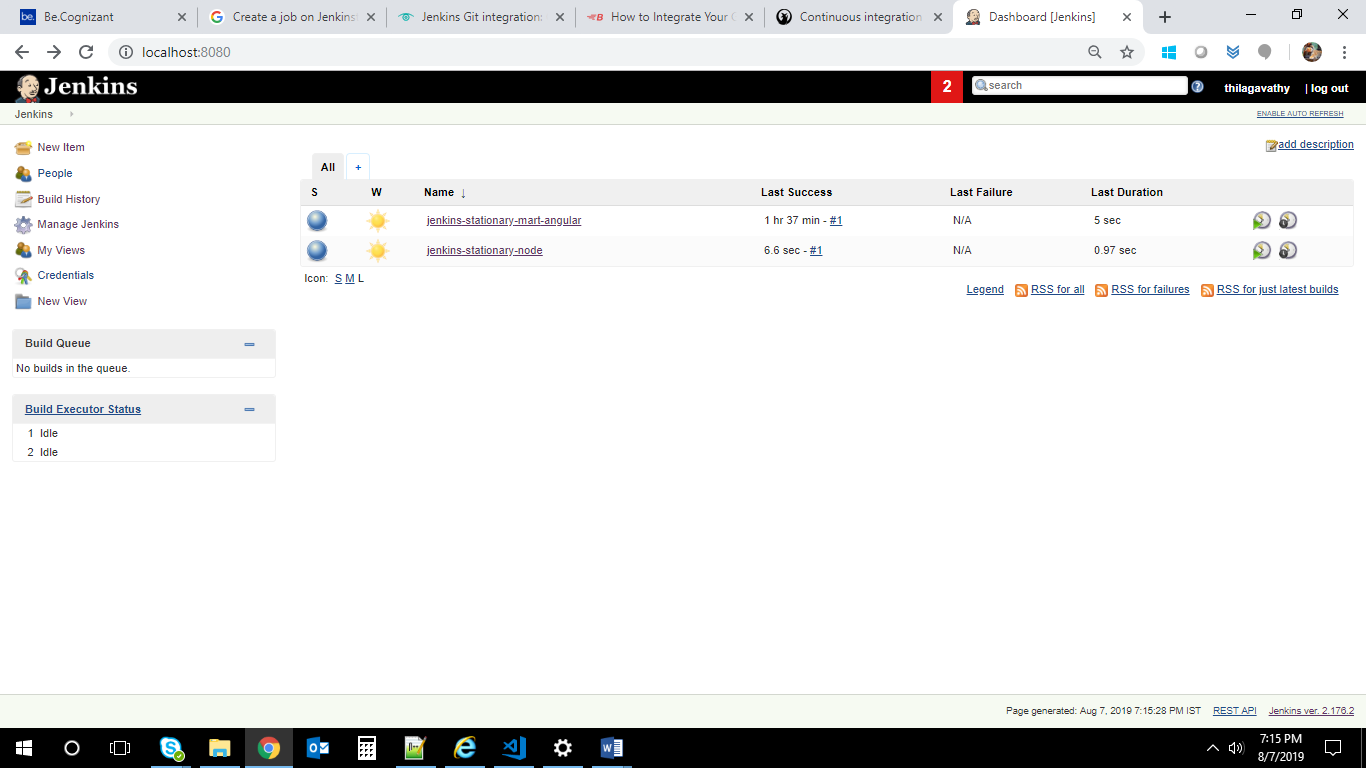 be. Be.Cognizant
Create a job on Jenkins
Jenkins Git integration:
How to Integrate Your
Continuous integration
Dashboard [Jenkins]
localhost:8080
Jenkins
2
search
thilagavathy
| log out
Jenkins
ENABLE AUTO REFRESH
New Item
People
Build History
Manage Jenkins
My Views
Credentials
New View
add description
All +
S W Name ↓ Last Success Last Failure Last Duration
jenkins-stationary-mart-angular 1 hr 37 min - #1 N/A 5 sec
jenkins-stationary-node 6.6 sec - #1 N/A 0.97 sec
Icon: S M L
Legend RSS for all RSS for failures RSS for just latest builds
Build Queue
No builds in the queue.
Build Executor Status
1 Idle
2 Idle
Page generated: Aug 7, 2019 7:15:28 PM IST REST API Jenkins ver. 2.176.2
7:15 PM
8/7/2019